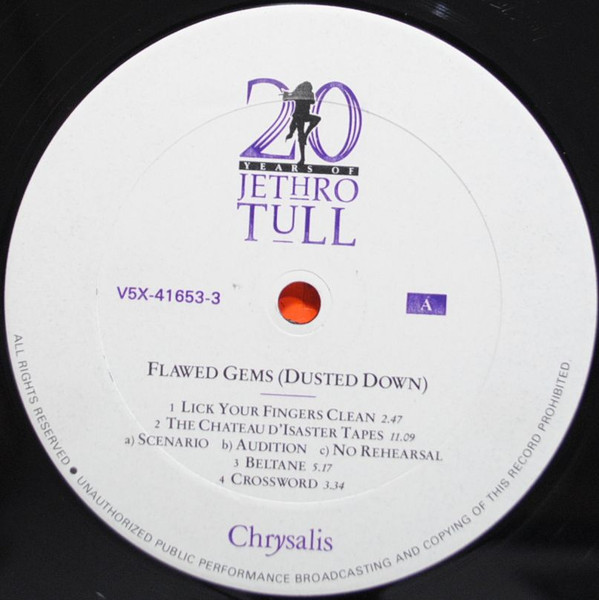 20
YEARS OF
JETHRO
TULL
V5X-41653-3
A
FLAWED GEMS (DUSTED DOWN)
1 LICK YOUR FINGERS CLEAN 2.47
2 THE CHATEAU D'ISASTER TAPES 11.09
a) SCENARIO b) AUDITION c) NO REHEARSAL
3 BELTANE 5.17
4 CROSSWORD 3.34
Chrysalis
ALL RIGHTS RESERVED • UNAUTHORIZED PUBLIC PERFORMANCE BROADCASTING AND COPYING OF THIS RECORD PROHIBITED.